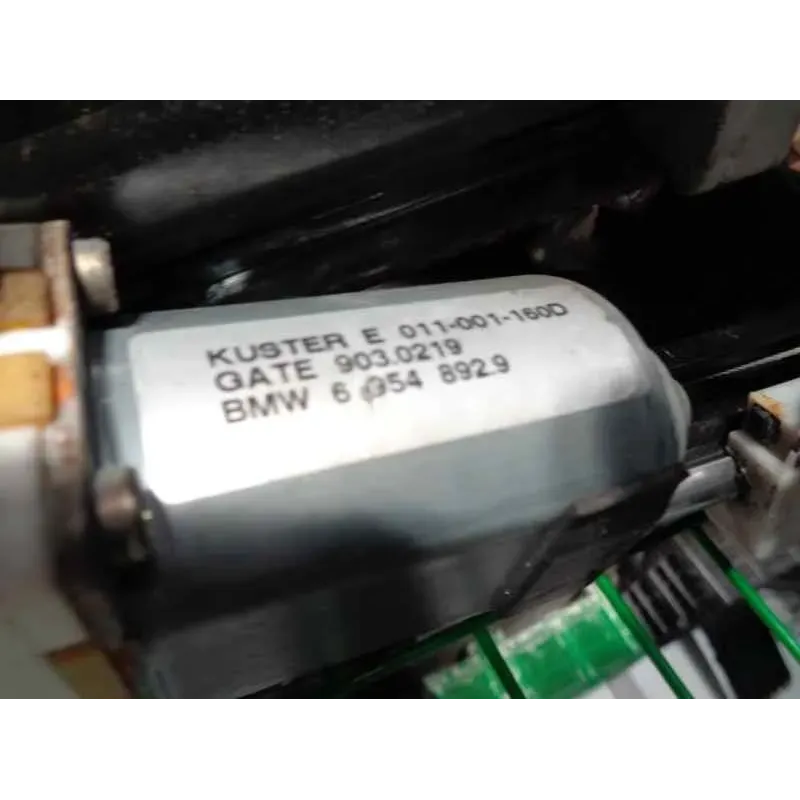 KUSTER E 011-001-160D
GATE 903.0219
BMW 6 954 892.9